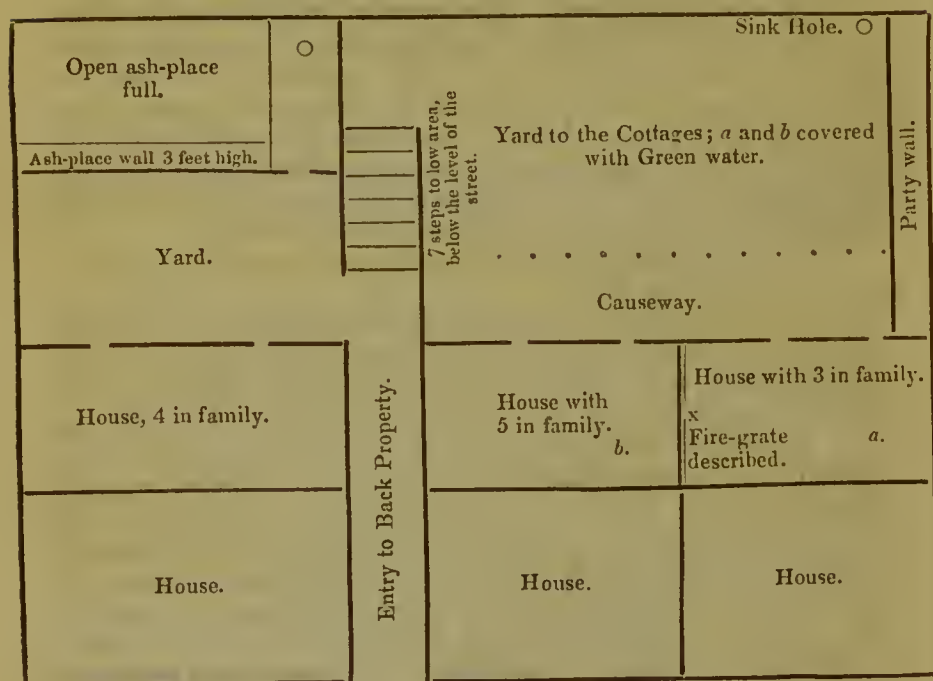 Sink Hole.
Open ash-place
full.
Ash-place wall 3 feet high.
7 steps to low area,
below the level of the
street.
Yard to the Cottages; a and b covered
with Green water.
Party wall.
Yard.
Causeway.
House, 4 in family.
Entry to Back Property.
House with
5 in family.
b.
House with 3 in family.
x
Fire-grate
described.
a.
House.
House.
House.